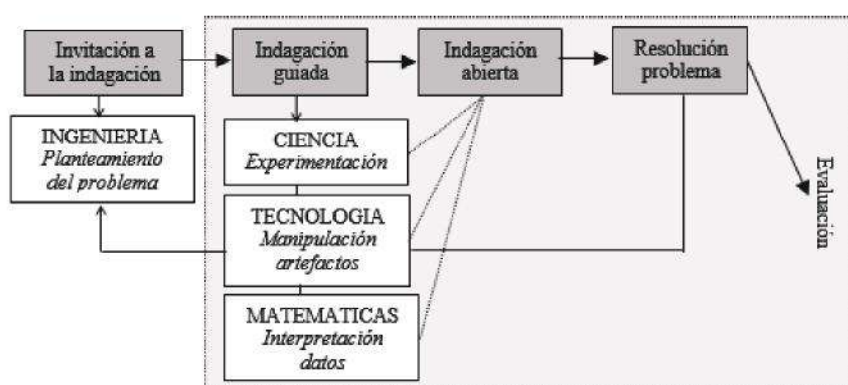 Invitación a
la indagación
Indagación
guiada
Indagación
abierta
Resolución
problema
INGENIERIA
Planteamiento
del problema
CIENCIA
Experimentación
TECNOLOGIA
Manipulación
artefactos
MATEMATICAS
Interpretación
datos
Evaluación